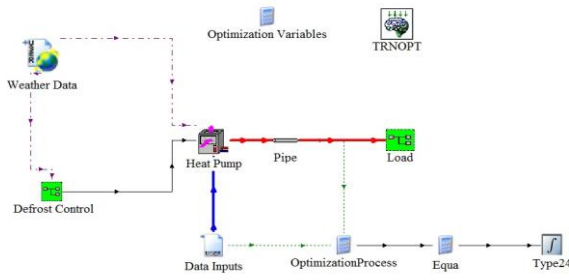 Optimization Variables
TRNOPT
Weather Data
Heat Pump
Pipe
Load
Defrost Control
Data Inputs
OptimizationProcess
Equa
Type24